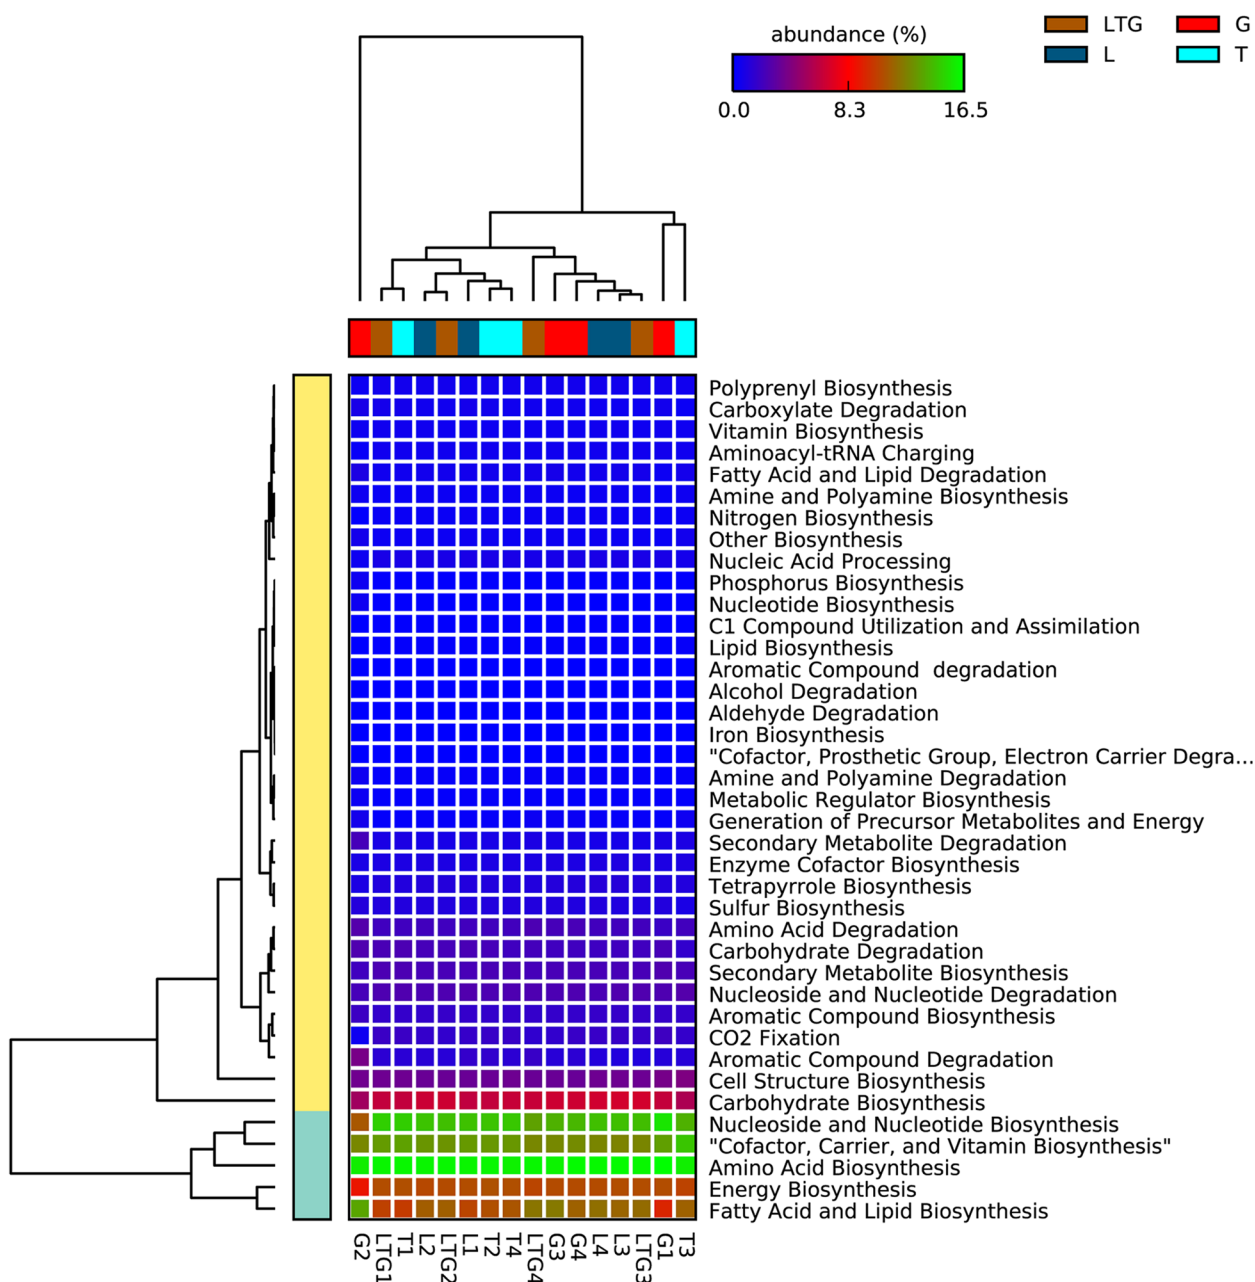 abundance (%)
0.0 8.3 16.5
LTG G
L T
Polyprenyl Biosynthesis
Carboxylate Degradation
Vitamin Biosynthesis
Aminoacyl-tRNA Charging
Fatty Acid and Lipid Degradation
Amine and Polyamine Biosynthesis
Nitrogen Biosynthesis
Other Biosynthesis
Nucleic Acid Processing
Phosphorus Biosynthesis
Nucleotide Biosynthesis
C1 Compound Utilization and Assimilation
Lipid Biosynthesis
Aromatic Compound  degradation
Alcohol Degradation
Aldehyde Degradation
Iron Biosynthesis
"Cofactor, Prosthetic Group, Electron Carrier Degra...
Amine and Polyamine Degradation
Metabolic Regulator Biosynthesis
Generation of Precursor Metabolites and Energy
Secondary Metabolite Degradation
Enzyme Cofactor Biosynthesis
Tetrapyrrole Biosynthesis
Sulfur Biosynthesis
Amino Acid Degradation
Carbohydrate Degradation
Secondary Metabolite Biosynthesis
Nucleoside and Nucleotide Degradation
Aromatic Compound Biosynthesis
CO2 Fixation
Aromatic Compound Degradation
Cell Structure Biosynthesis
Carbohydrate Biosynthesis
Nucleoside and Nucleotide Biosynthesis
"Cofactor, Carrier, and Vitamin Biosynthesis"
Amino Acid Biosynthesis
Energy Biosynthesis
Fatty Acid and Lipid Biosynthesis
G2 LTG1 T1 L2 LTG2 L1 T2 T4 LTG4 G3 G4 L4 L3 LTG3 G1 T3